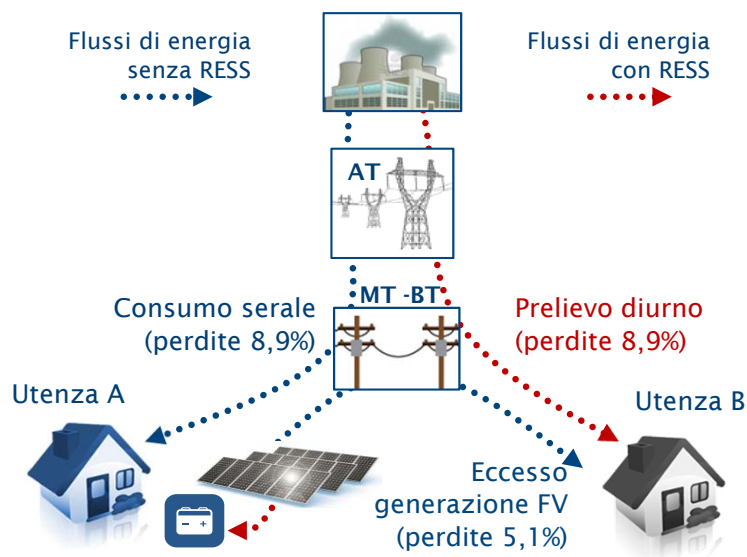 Flussi di energia
senza RESS
Flussi di energia
con RESS
AT
MT -BT
Consumo serale
(perdite 8,9%)
Prelievo diurno
(perdite 8,9%)
Utenza A
Utenza B
Eccesso
generazione FV
(perdite 5,1%)